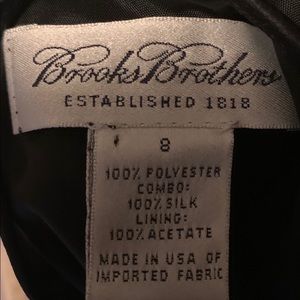 Brooks Brothers
ESTABLISHED 1818
8
100% POLYESTER
COMBO:
100% SILK
LINING:
100% ACETATE
MADE IN USA OF
IMPORTED FABRIC